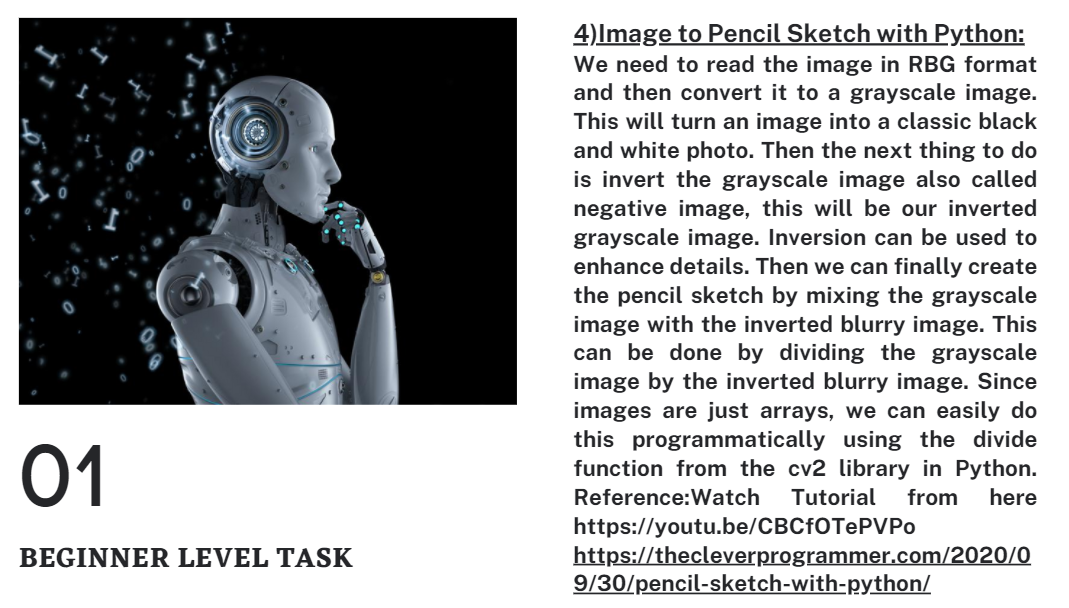 01
BEGINNER LEVEL TASK
4)Image to Pencil Sketch with Python:
We need to read the image in RBG format
and then convert it to a grayscale image.
This will turn an image into a classic black
and white photo. Then the next thing to do
is invert the grayscale image also called
negative image, this will be our inverted
grayscale image. Inversion can be used to
enhance details. Then we can finally create
the pencil sketch by mixing the grayscale
image with the inverted blurry image. This
can be done by dividing the grayscale
image by the inverted blurry image. Since
images are just arrays, we can easily do
this programmatically using the divide
function from the cv2 library in Python.
Reference:Watch Tutorial from here
https://youtu.be/CBCfOTePVPo
https://thecleverprogrammer.com/2020/0
9/30/pencil-sketch-with-python/